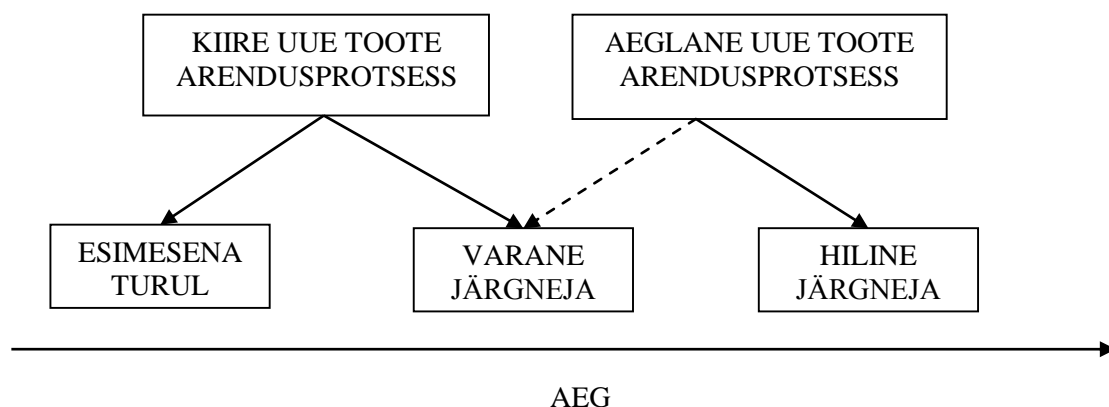 KIIRE UUE TOOTE
ARENDUSPROTSESS
AEGLANE UUE TOOTE
ARENDUSPROTSESS
ESIMESENA
TURUL
VARANE
JÄRGNEJA
HILINE
JÄRGNEJA
AEG